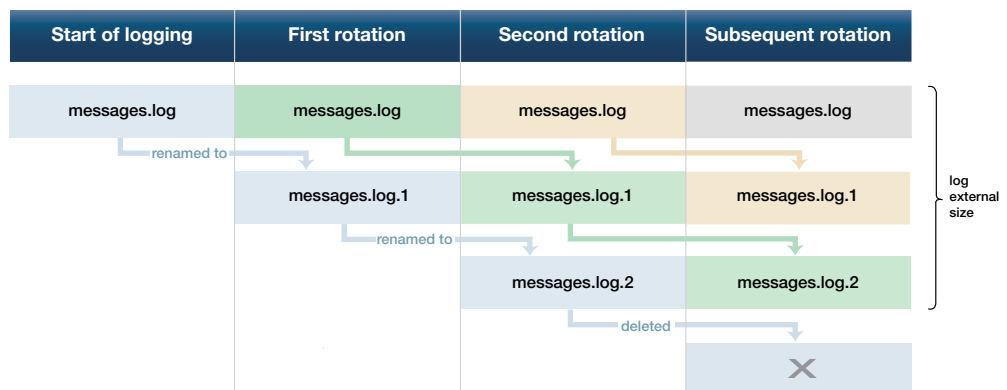 Start of logging
First rotation
Second rotation
Subsequent rotation
messages.log
messages.log
messages.log
messages.log
renamed to
messages.log.1
messages.log.1
messages.log.1
log
external
size
renamed to
messages.log.2
messages.log.2
deleted
X